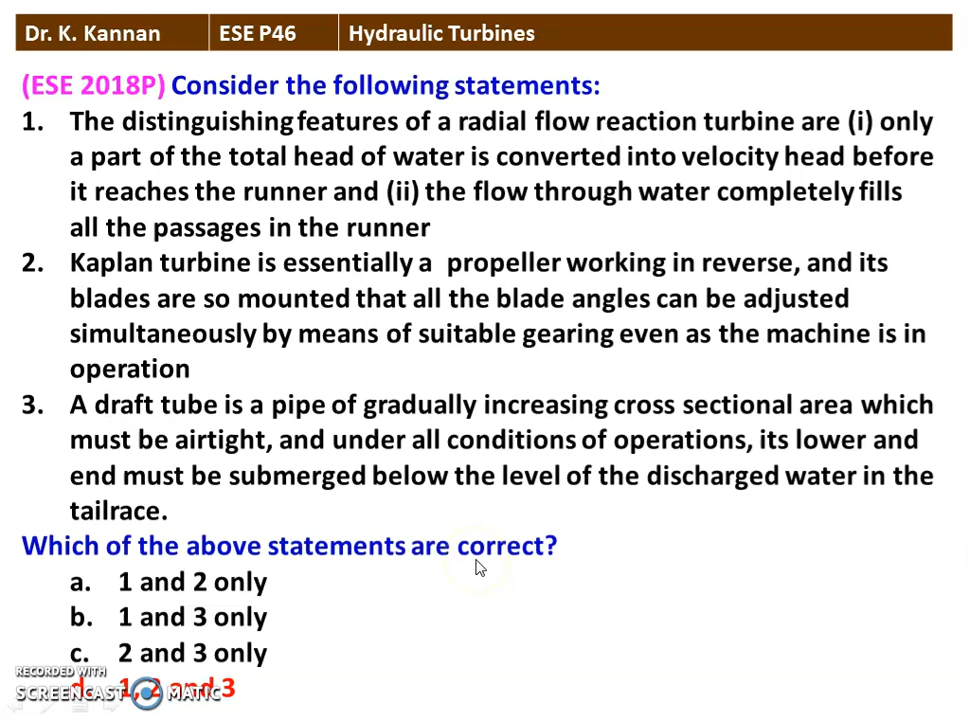 Dr. K. Kannan ESE P46 Hydraulic Turbines
(ESE 2018P) Consider the following statements:
1. The distinguishing features of a radial flow reaction turbine are (i) only
a part of the total head of water is converted into velocity head before
it reaches the runner and (ii) the flow through water completely fills
all the passages in the runner
2. Kaplan turbine is essentially a propeller working in reverse, and its
blades are so mounted that all the blade angles can be adjusted
simultaneously by means of suitable gearing even as the machine is in
operation
3. A draft tube is a pipe of gradually increasing cross sectional area which
must be airtight, and under all conditions of operations, its lower and
end must be submerged below the level of the discharged water in the
tailrace.
Which of the above statements are correct?
a. 1 and 2 only
b. 1 and 3 only
c. 2 and 3 only
RECORDED WITH
d. 1, 2 and 3
SCREENCAST MATIC